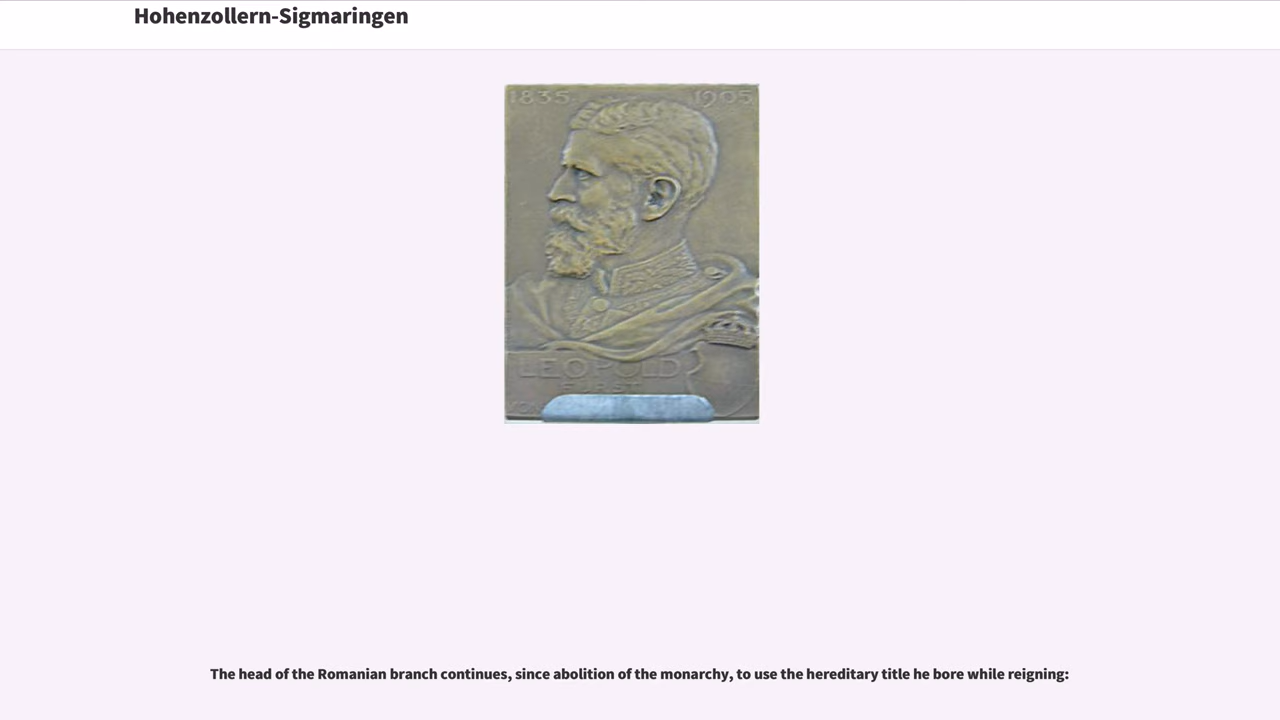 Hohenzollern-Sigmaringen
1835 1905
LEOPOLD
FÜRST
The head of the Romanian branch continues, since abolition of the monarchy, to use the hereditary title he bore while reigning: